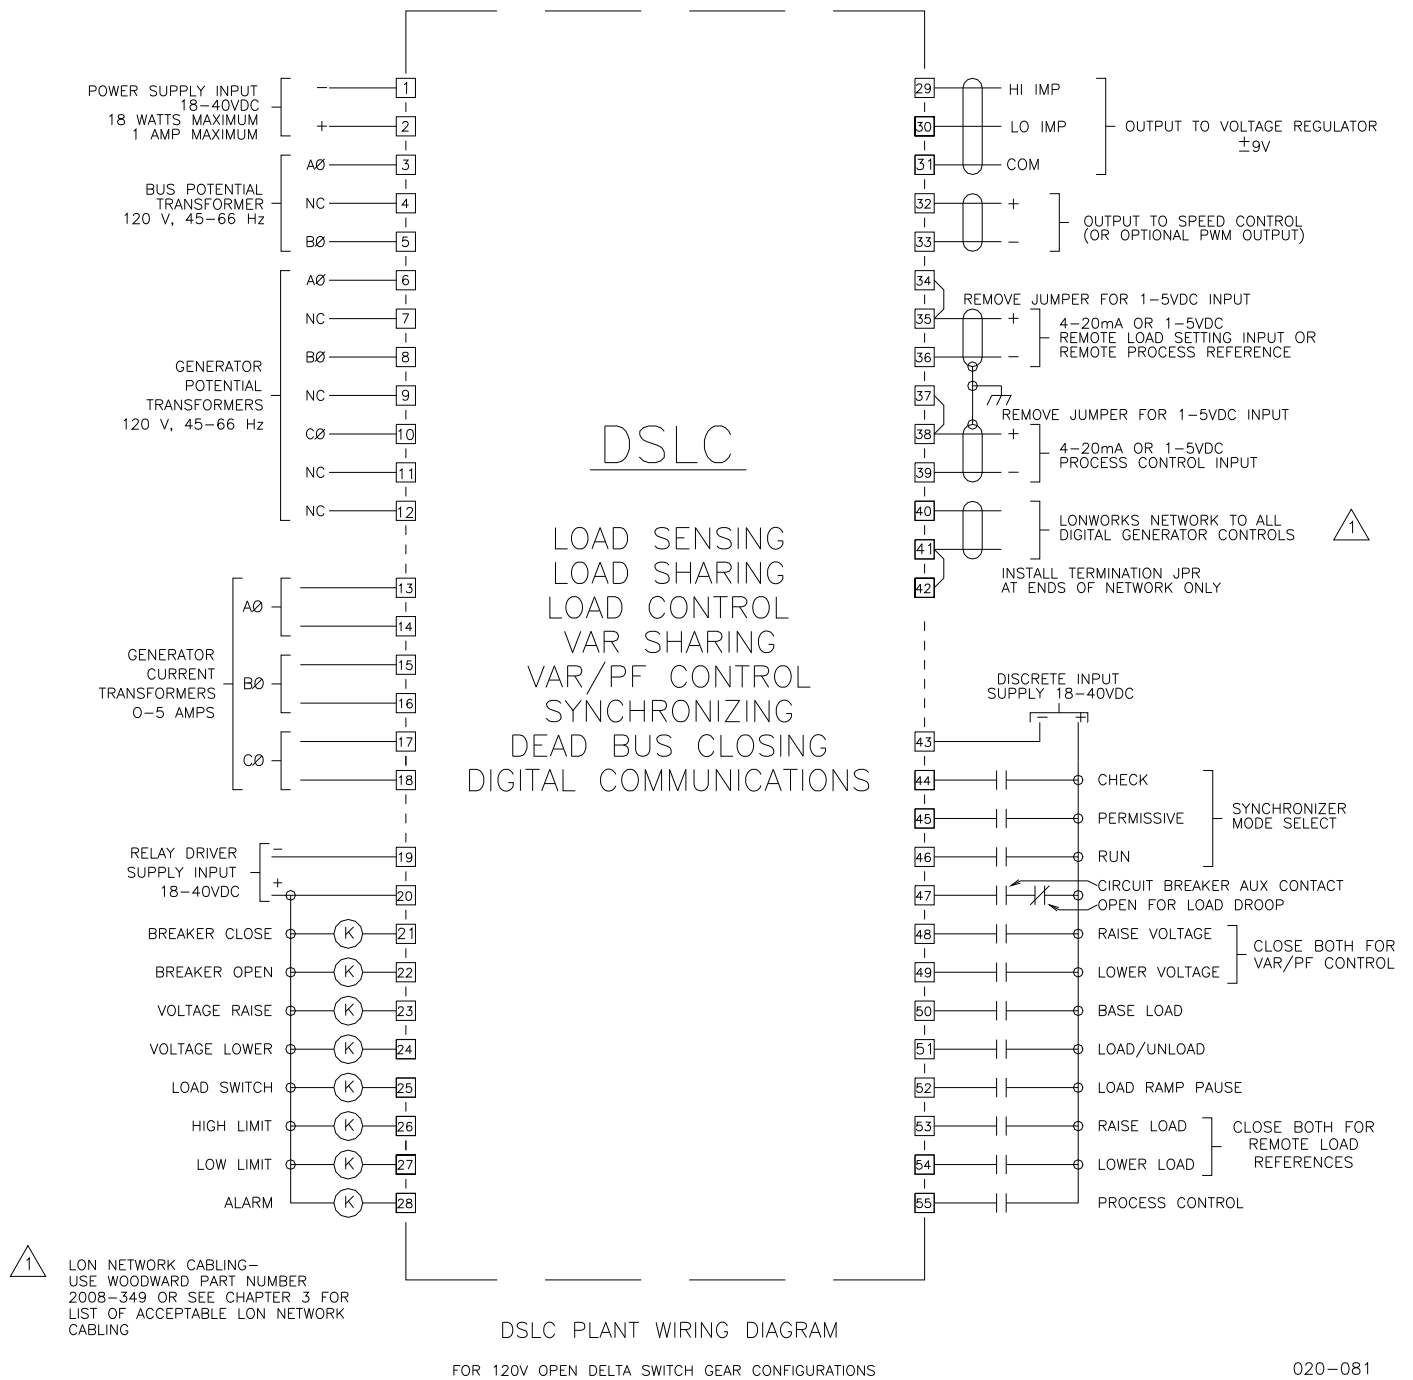 POWER SUPPLY INPUT
18-40VDC
18 WATTS MAXIMUM
1 AMP MAXIMUM
-
1
+
2
BUS POTENTIAL
TRANSFORMER
120 V, 45-66 Hz
AØ
3
NC
4
BØ
5
GENERATOR
POTENTIAL
TRANSFORMERS
120 V, 45-66 Hz
AØ
6
NC
7
BØ
8
NC
9
CØ
10
NC
11
NC
12
GENERATOR
CURRENT
TRANSFORMERS
0-5 AMPS
AØ
13
14
BØ
15
16
CØ
17
18
RELAY DRIVER
SUPPLY INPUT
18-40VDC
-
19
+
20
BREAKER CLOSE K 21
BREAKER OPEN K 22
VOLTAGE RAISE K 23
VOLTAGE LOWER K 24
LOAD SWITCH K 25
HIGH LIMIT K 26
LOW LIMIT K 27
ALARM K 28
DSLC
LOAD SENSING
LOAD SHARING
LOAD CONTROL
VAR SHARING
VAR/PF CONTROL
SYNCHRONIZING
DEAD BUS CLOSING
DIGITAL COMMUNICATIONS
29 HI IMP
30 LO IMP
31 COM
OUTPUT TO VOLTAGE REGULATOR
±9V
32 +
33 -
OUTPUT TO SPEED CONTROL
(OR OPTIONAL PWM OUTPUT)
34
REMOVE JUMPER FOR 1-5VDC INPUT
35 +
36 -
4-20mA OR 1-5VDC
REMOTE LOAD SETTING INPUT OR
REMOTE PROCESS REFERENCE
37
REMOVE JUMPER FOR 1-5VDC INPUT
38 +
39 -
4-20mA OR 1-5VDC
PROCESS CONTROL INPUT
40
41
LONWORKS NETWORK TO ALL
DIGITAL GENERATOR CONTROLS
1
42
INSTALL TERMINATION JPR
AT ENDS OF NETWORK ONLY
DISCRETE INPUT
SUPPLY 18-40VDC
- +
43
44 CHECK
45 PERMISSIVE
46 RUN
SYNCHRONIZER
MODE SELECT
47
CIRCUIT BREAKER AUX CONTACT
OPEN FOR LOAD DROOP
48 RAISE VOLTAGE
49 LOWER VOLTAGE
CLOSE BOTH FOR
VAR/PF CONTROL
50 BASE LOAD
51 LOAD/UNLOAD
52 LOAD RAMP PAUSE
53 RAISE LOAD
54 LOWER LOAD
CLOSE BOTH FOR
REMOTE LOAD
REFERENCES
55 PROCESS CONTROL
1
LON NETWORK CABLING-
USE WOODWARD PART NUMBER
2008-349 OR SEE CHAPTER 3 FOR
LIST OF ACCEPTABLE LON NETWORK
CABLING
DSLC PLANT WIRING DIAGRAM
FOR 120V OPEN DELTA SWITCH GEAR CONFIGURATIONS
020-081